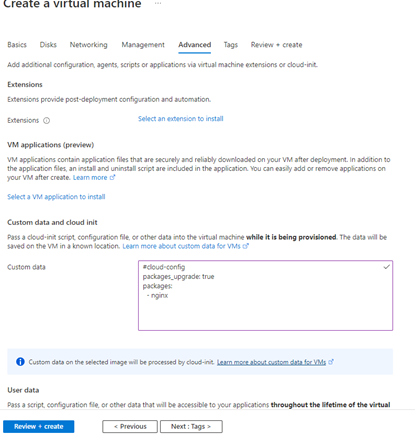 Create a virtual machine ...
Basics Disks Networking Management Advanced Tags Review + create
Add additional configuration, agents, scripts or applications via virtual machine extensions or cloud-init.
Extensions
Extensions provide post-deployment configuration and automation.
Extensions Select an extension to install
VM applications (preview)
VM applications contain application files that are securely and reliably downloaded on your VM after deployment. In addition to
the application files, an install and uninstall script are included in the application. You can easily add or remove applications on
your VM after create. Learn more
Select a VM application to install
Custom data and cloud init
Pass a cloud-init script, configuration file, or other data into the virtual machine while it is being provisioned. The data will be
saved on the VM in a known location. Learn more about custom data for VMs
Custom data #cloud-config
packages_upgrade: true
packages:
- nginx
Custom data on the selected image will be processed by cloud-init. Learn more about custom data for VMs
User data
Pass a script, configuration file, or other data that will be accessible to your applications throughout the lifetime of the virtual
Review + create < Previous Next : Tags >